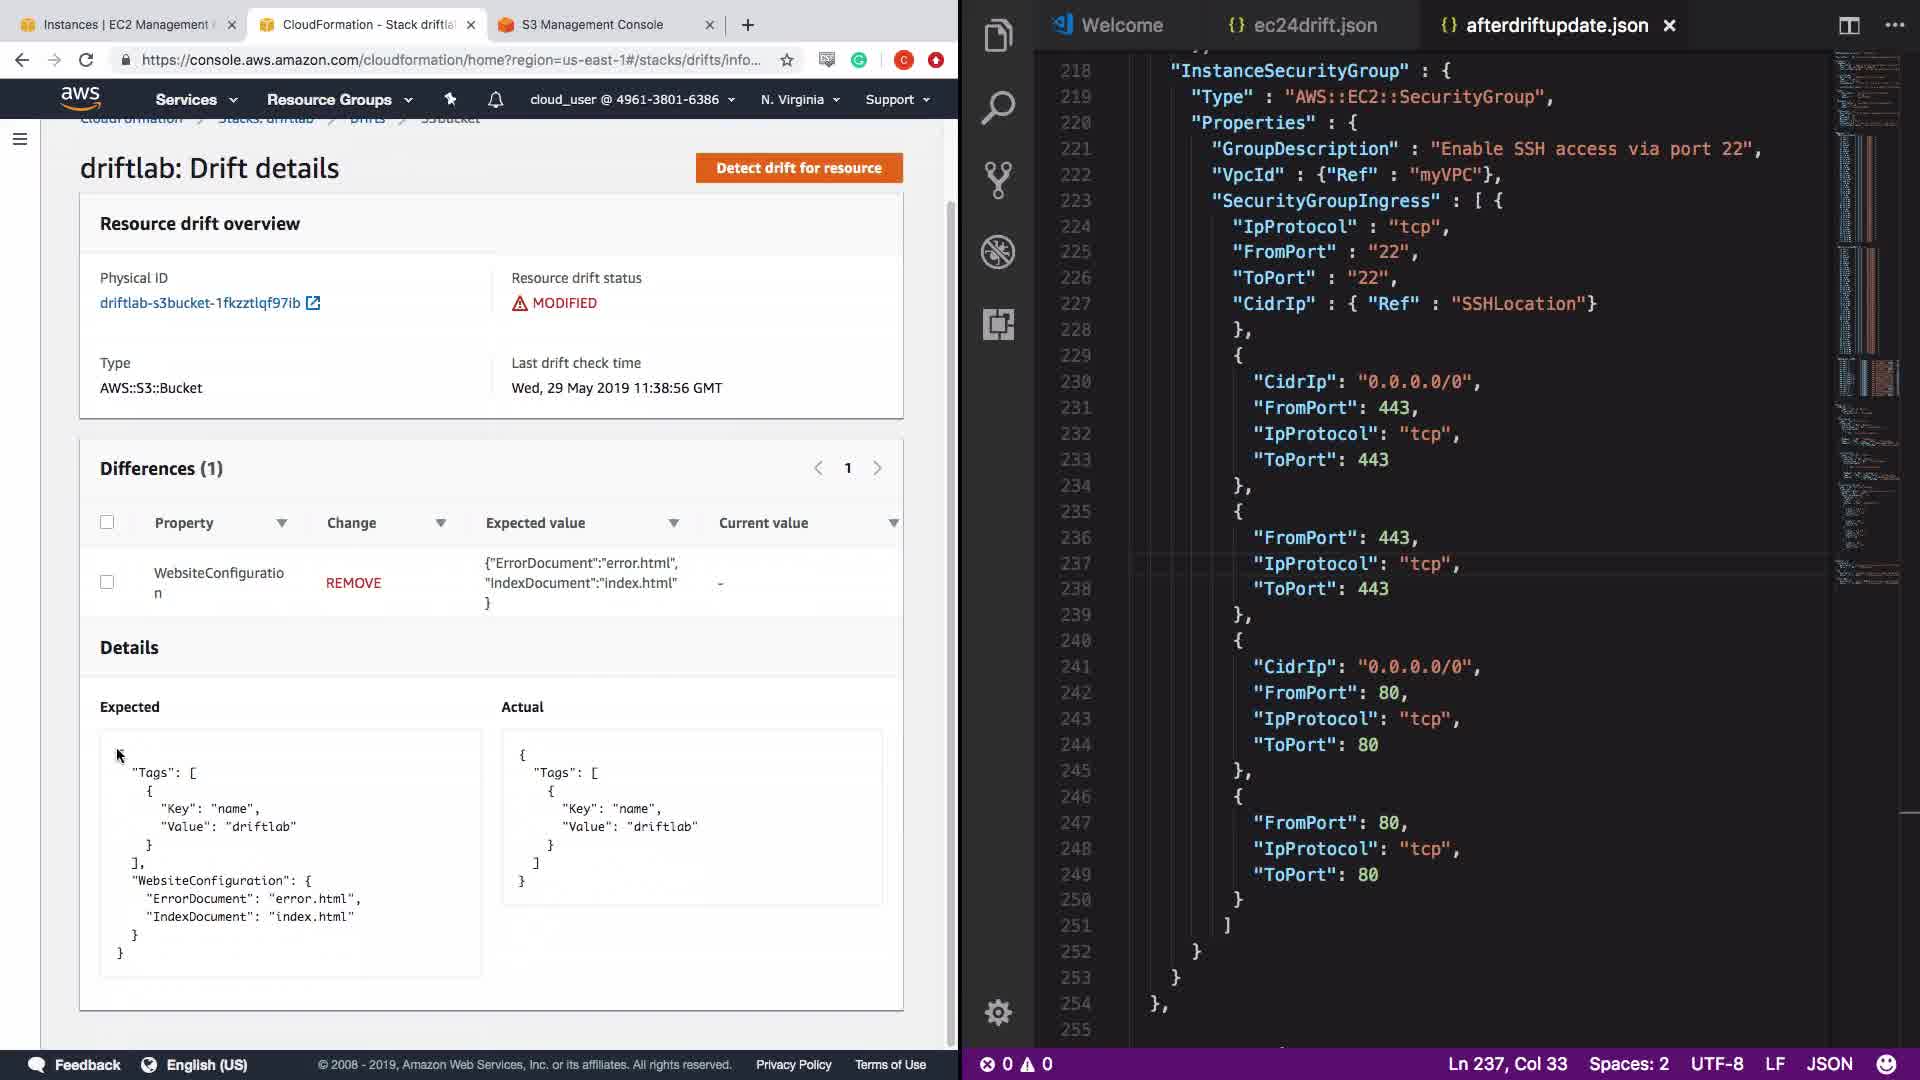 Instances | EC2 Management
CloudFormation - Stack driftla
S3 Management Console
https://console.aws.amazon.com/cloudformation/home?region=us-east-1#/stacks/drifts/info...
C
aws
Services
Resource Groups
cloud_user @ 4961-3801-6386
N. Virginia
Support
CloudFormation
Stacks: driftlab
Drifts
S3Bucket
driftlab: Drift details
Detect drift for resource
Resource drift overview
Physical ID
driftlab-s3bucket-1fkzztlqf97ib
Resource drift status
MODIFIED
Type
AWS::S3::Bucket
Last drift check time
Wed, 29 May 2019 11:38:56 GMT
Differences (1)
1
Property
Change
Expected value
Current value
WebsiteConfiguratio
n
REMOVE
{"ErrorDocument":"error.html",
"IndexDocument":"index.html"
}
-
Details
Expected
"Tags": [
{
"Key": "name",
"Value": "driftlab"
}
],
"WebsiteConfiguration": {
"ErrorDocument": "error.html",
"IndexDocument": "index.html"
}
}
Actual
{
"Tags": [
{
"Key": "name",
"Value": "driftlab"
}
]
}
Feedback
English (US)
© 2008 - 2019, Amazon Web Services, Inc. or its affiliates. All rights reserved.
Privacy Policy
Terms of Use
Welcome
{} ec24drift.json
{} afterdriftupdate.json
218 "InstanceSecurityGroup" : {
219 "Type" : "AWS::EC2::SecurityGroup",
220 "Properties" : {
221 "GroupDescription" : "Enable SSH access via port 22",
222 "VpcId" : {"Ref" : "myVPC"},
223 "SecurityGroupIngress" : [ {
224 "IpProtocol" : "tcp",
225 "FromPort" : "22",
226 "ToPort" : "22",
227 "CidrIp" : { "Ref" : "SSHLocation"}
228 },
229 {
230 "CidrIp": "0.0.0.0/0",
231 "FromPort": 443,
232 "IpProtocol": "tcp",
233 "ToPort": 443
234 },
235 {
236 "FromPort": 443,
237 "IpProtocol": "tcp",
238 "ToPort": 443
239 },
240 {
241 "CidrIp": "0.0.0.0/0",
242 "FromPort": 80,
243 "IpProtocol": "tcp",
244 "ToPort": 80
245 },
246 {
247 "FromPort": 80,
248 "IpProtocol": "tcp",
249 "ToPort": 80
250 }
251 ]
252 }
253 }
254 },
255
0 0
Ln 237, Col 33
Spaces: 2
UTF-8
LF
JSON